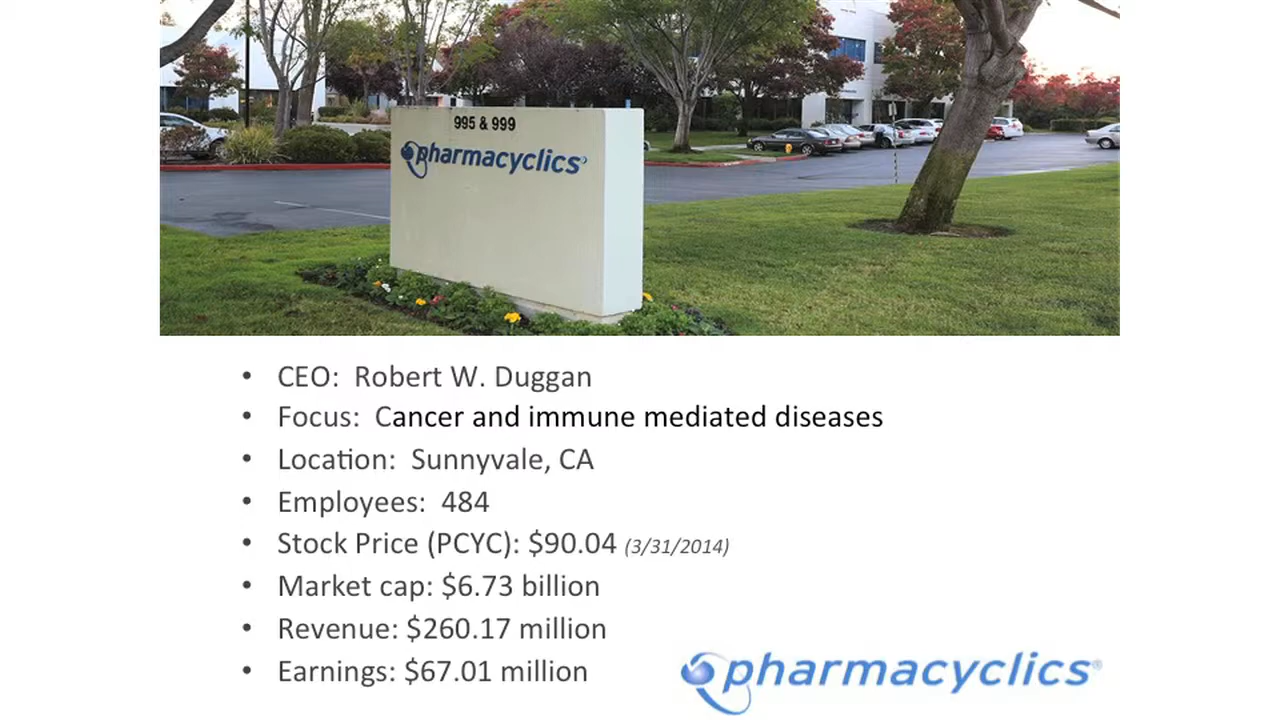 995 & 999
pharmacyclics
• CEO: Robert W. Duggan
• Focus: Cancer and immune mediated diseases
• Location: Sunnyvale, CA
• Employees: 484
• Stock Price (PCYC): $90.04 (3/31/2014)
• Market cap: $6.73 billion
• Revenue: $260.17 million
• Earnings: $67.01 million
pharmacyclics®